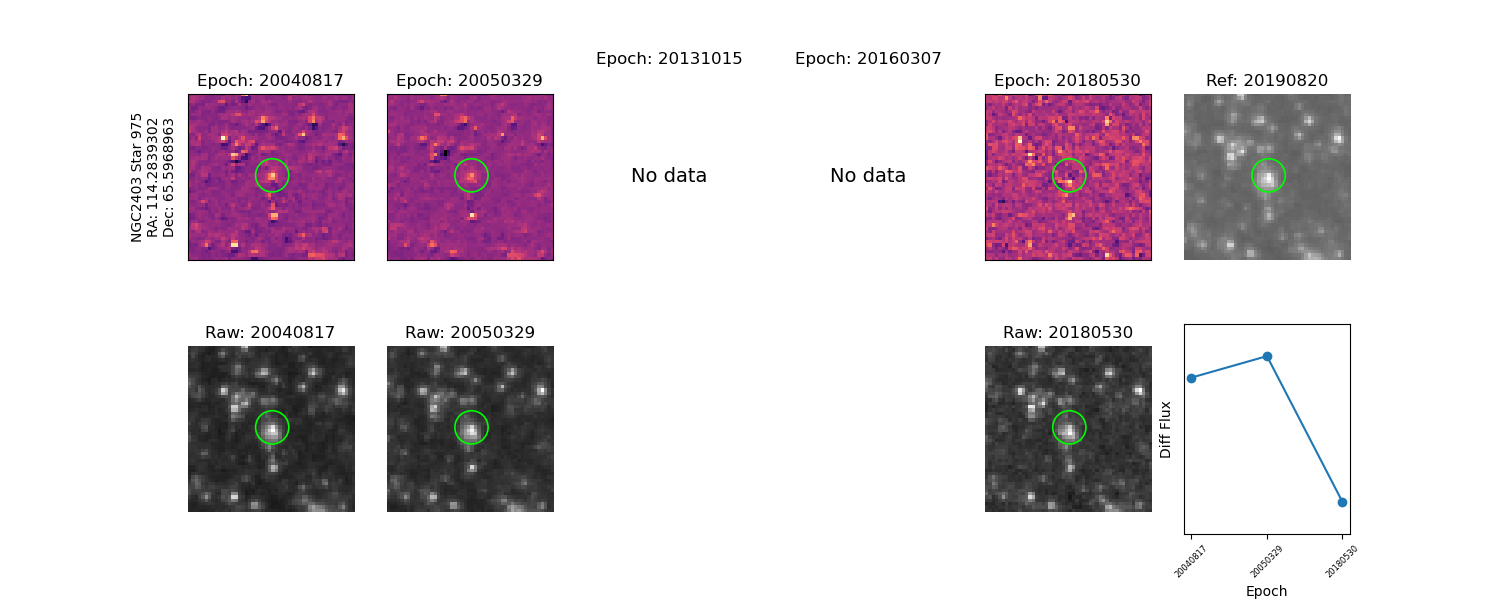 NGC2403 Star 975
RA: 114.2839302
Dec: 65.5968963
Epoch: 20040817
Epoch: 20050329
Epoch: 20131015
No data
Epoch: 20160307
No data
Epoch: 20180530
Ref: 20190820
Raw: 20040817
Raw: 20050329
Raw: 20180530
Diff Flux
20040817
20050329
20180530
Epoch